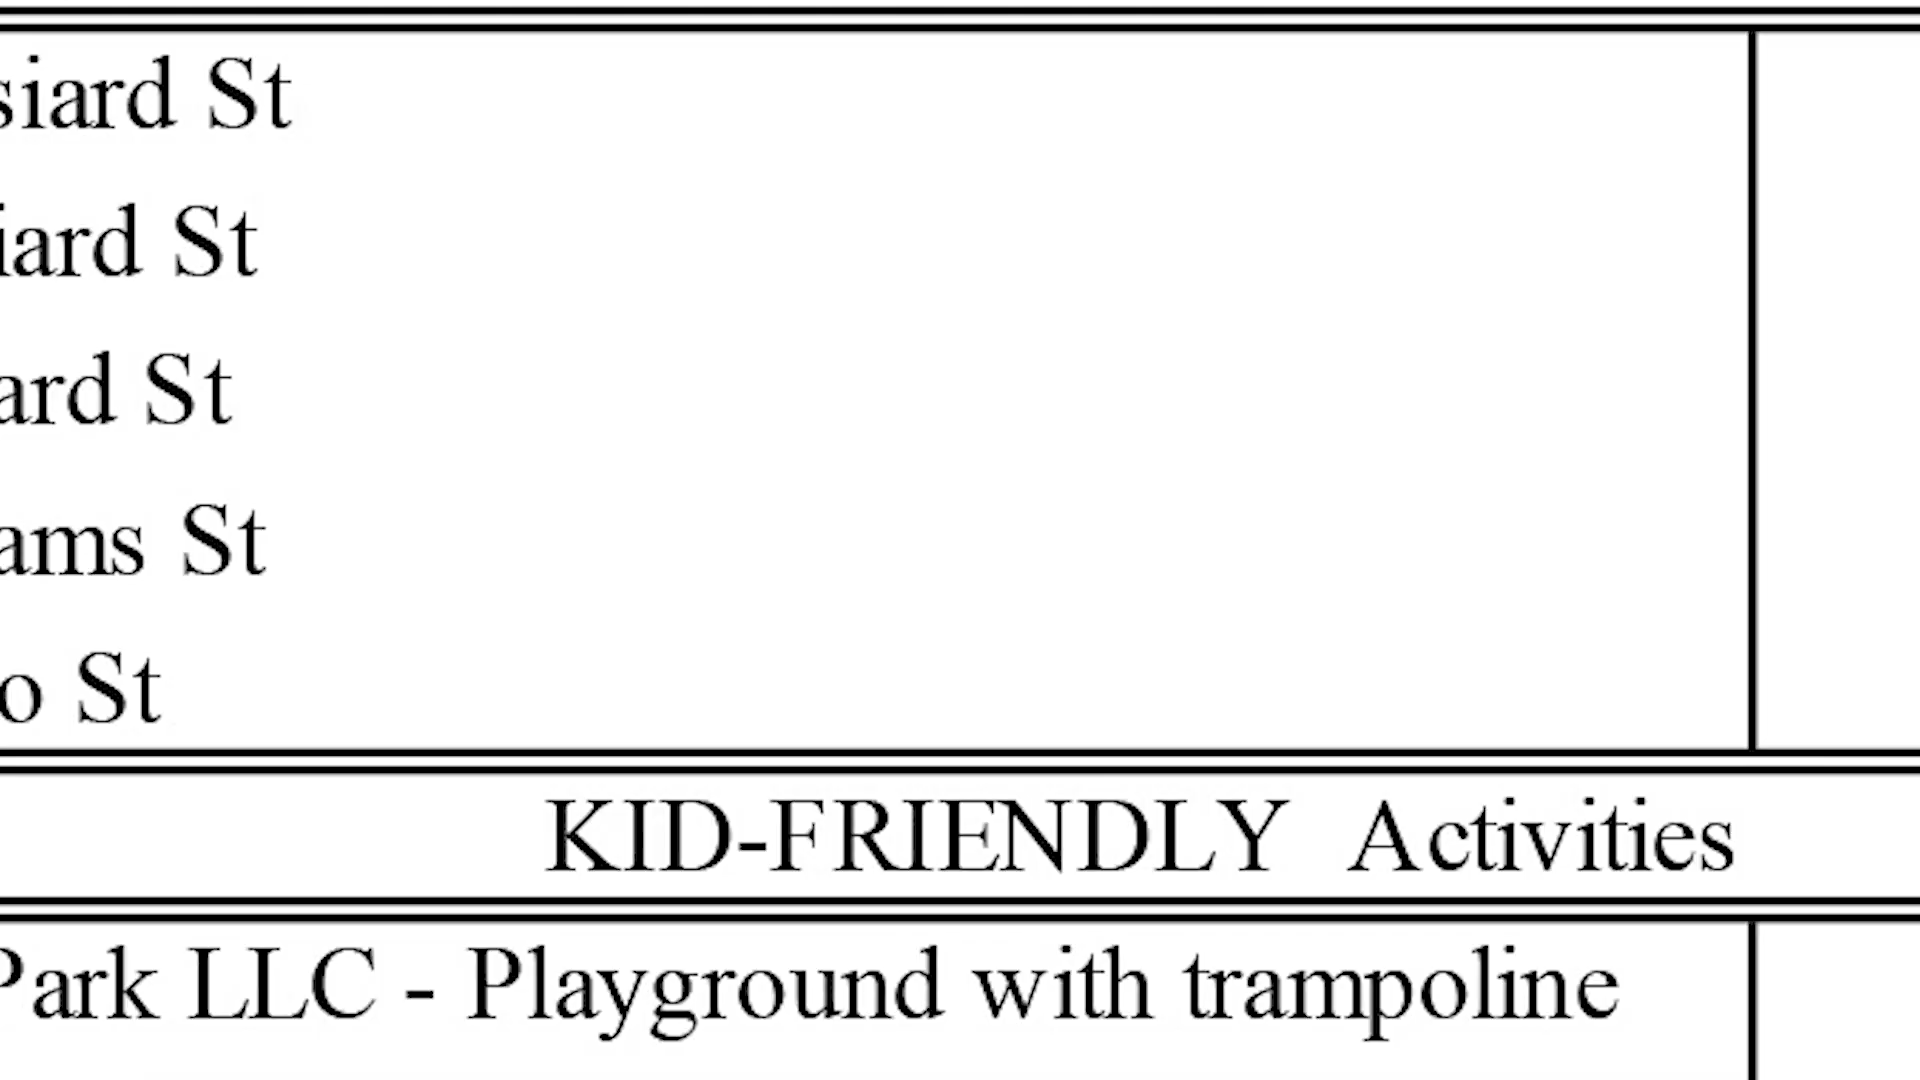 siard St
iard St
ard St
ams St
o St
KID-FRIENDLY Activities
Park LLC - Playground with trampoline